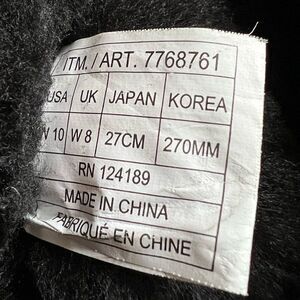 ITM. / ART. 7768761
USA UK JAPAN KOREA
W 10 W 8 27CM 270MM
RN 124189
MADE IN CHINA
FABRIQUÉ EN CHINE